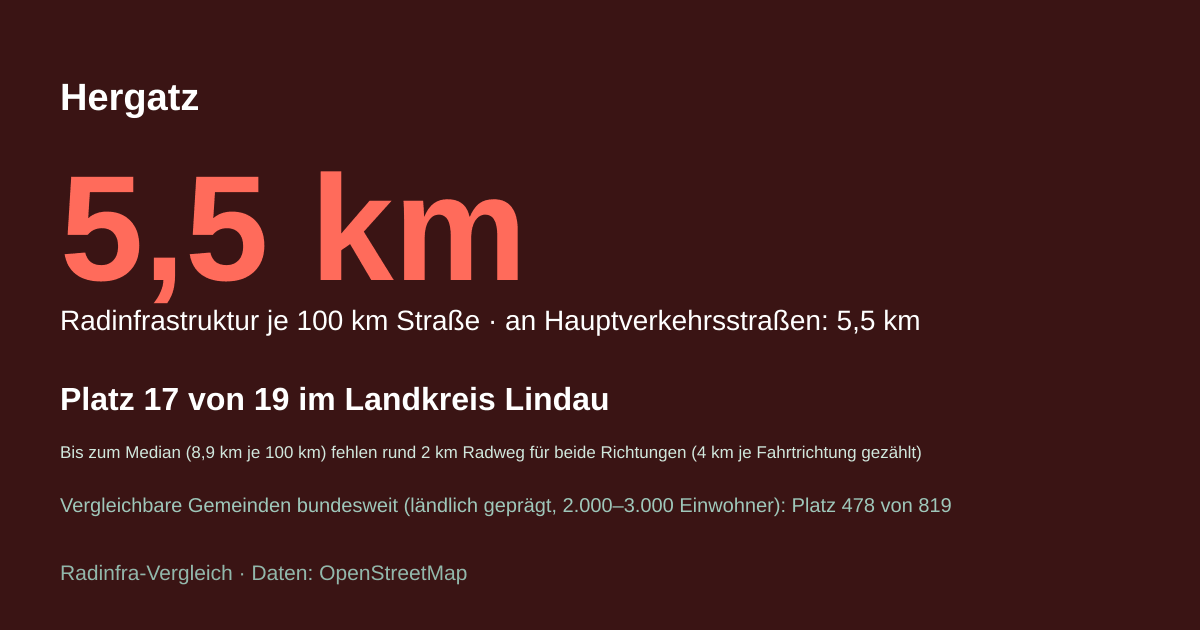 Hergatz
5,5 km
Radinfrastruktur je 100 km Straße · an Hauptverkehrsstraßen: 5,5 km
Platz 17 von 19 im Landkreis Lindau
Bis zum Median (8,9 km je 100 km) fehlen rund 2 km Radweg für beide Richtungen (4 km je Fahrtrichtung gezählt)
Vergleichbare Gemeinden bundesweit (ländlich geprägt, 2.000–3.000 Einwohner): Platz 478 von 819
Radinfra-Vergleich · Daten: OpenStreetMap